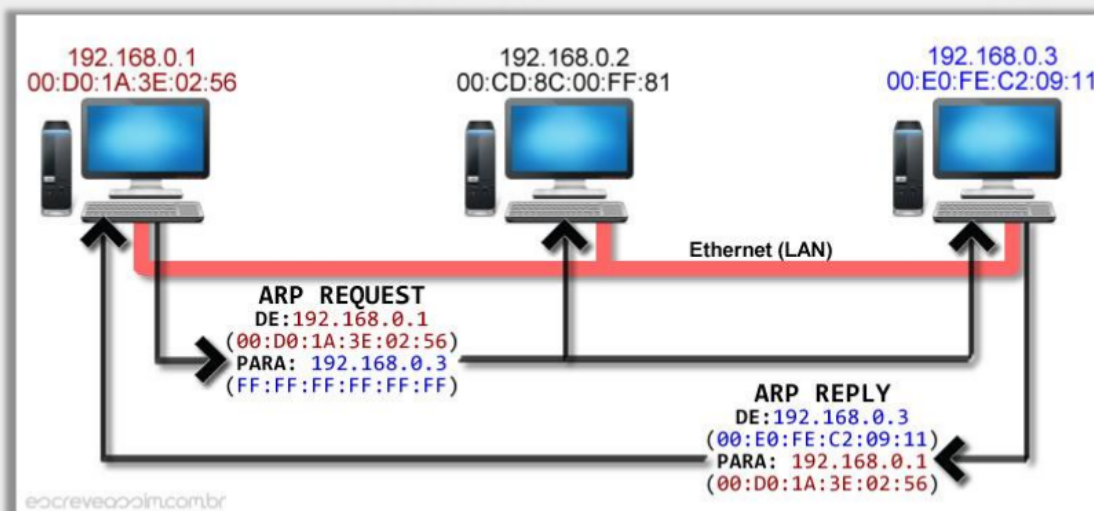 192.168.0.1
00:D0:1A:3E:02:56
192.168.0.2
00:CD:8C:00:FF:81
192.168.0.3
00:E0:FE:C2:09:11
Ethernet (LAN)
ARP REQUEST
DE:192.168.0.1
(00:D0:1A:3E:02:56)
PARA: 192.168.0.3
(FF:FF:FF:FF:FF:FF)
ARP REPLY
DE:192.168.0.3
(00:E0:FE:C2:09:11)
PARA: 192.168.0.1
(00:D0:1A:3E:02:56)
escreveassim.com.br